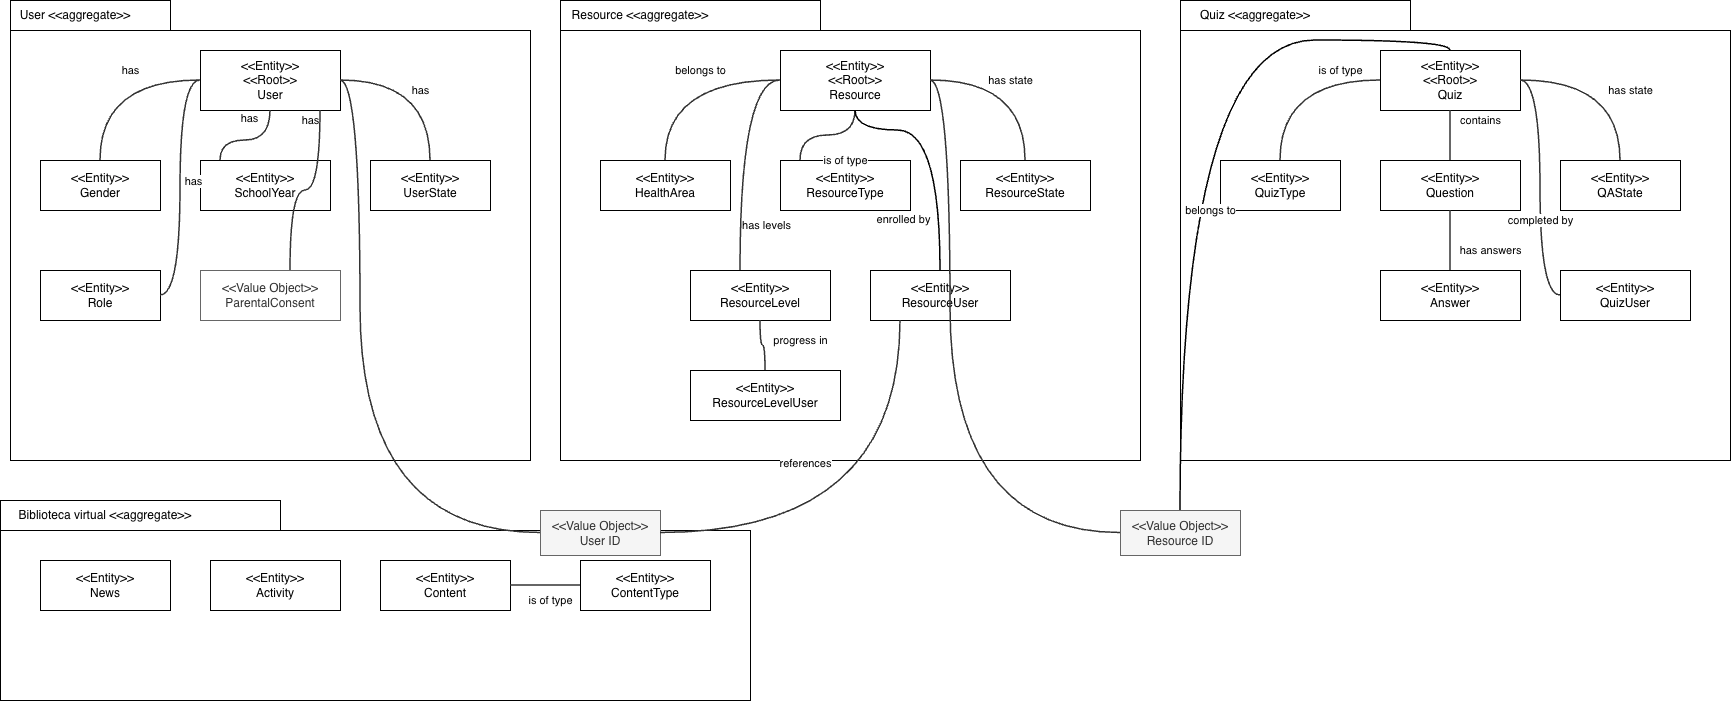 User <<aggregate>>
<<Entity>>
<<Root>>
User
has
has
has
has
has
<<Entity>>
Gender
<<Entity>>
SchoolYear
<<Entity>>
UserState
<<Entity>>
Role
<<Value Object>>
ParentalConsent
Resource <<aggregate>>
<<Entity>>
<<Root>>
Resource
belongs to
has state
is of type
<<Entity>>
HealthArea
<<Entity>>
ResourceType
<<Entity>>
ResourceState
has levels
enrolled by
<<Entity>>
ResourceLevel
<<Entity>>
ResourceUser
progress in
<<Entity>>
ResourceLevelUser
references
Quiz <<aggregate>>
<<Entity>>
<<Root>>
Quiz
is of type
has state
contains
<<Entity>>
QuizType
<<Entity>>
Question
<<Entity>>
QAState
belongs to
completed by
has answers
<<Entity>>
Answer
<<Entity>>
QuizUser
Biblioteca virtual <<aggregate>>
<<Value Object>>
User ID
<<Value Object>>
Resource ID
<<Entity>>
News
<<Entity>>
Activity
<<Entity>>
Content
is of type
<<Entity>>
ContentType